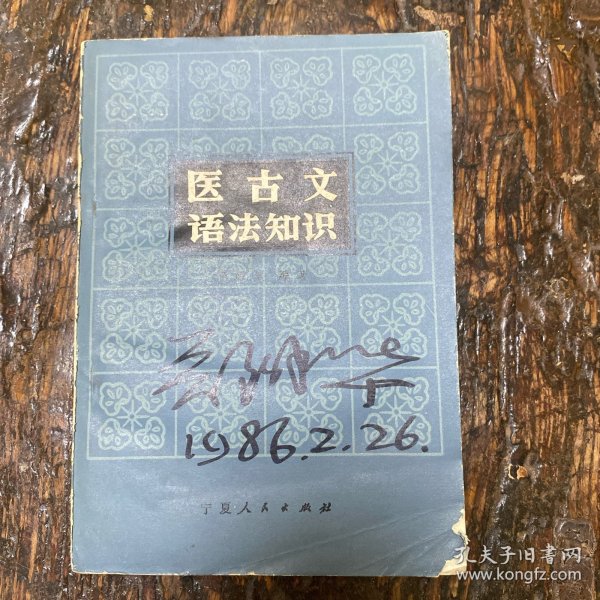 医古文
语法知识
1986.2.26.
宁夏人民出版社
孔夫子旧书网
www.kongfz.com